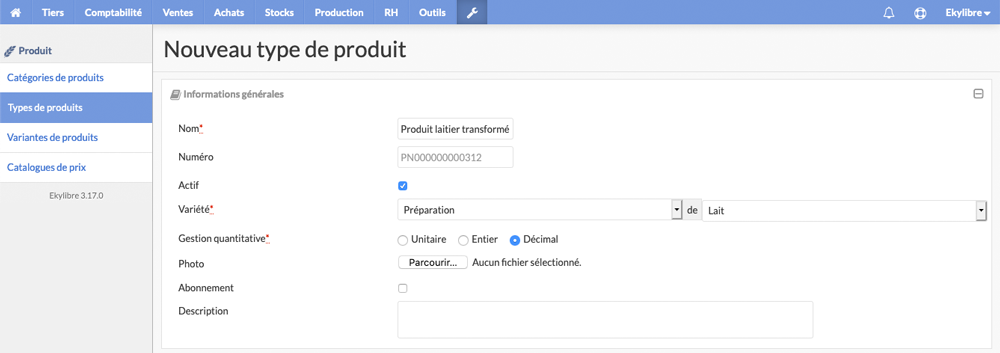 Tiers Comptabilité Ventes Achats Stocks Production RH Outils Ekylibre
Produit
Catégories de produits
Types de produits
Variantes de produits
Catalogues de prix
Ekylibre 3.17.0
Nouveau type de produit
Informations générales
Nom*
Produit laitier transformé
Numéro
PN000000000312
Actif
Variété*
Préparation de Lait
Gestion quantitative*
Unitaire Entier Décimal
Photo
Parcourir... Aucun fichier sélectionné.
Abonnement
Description